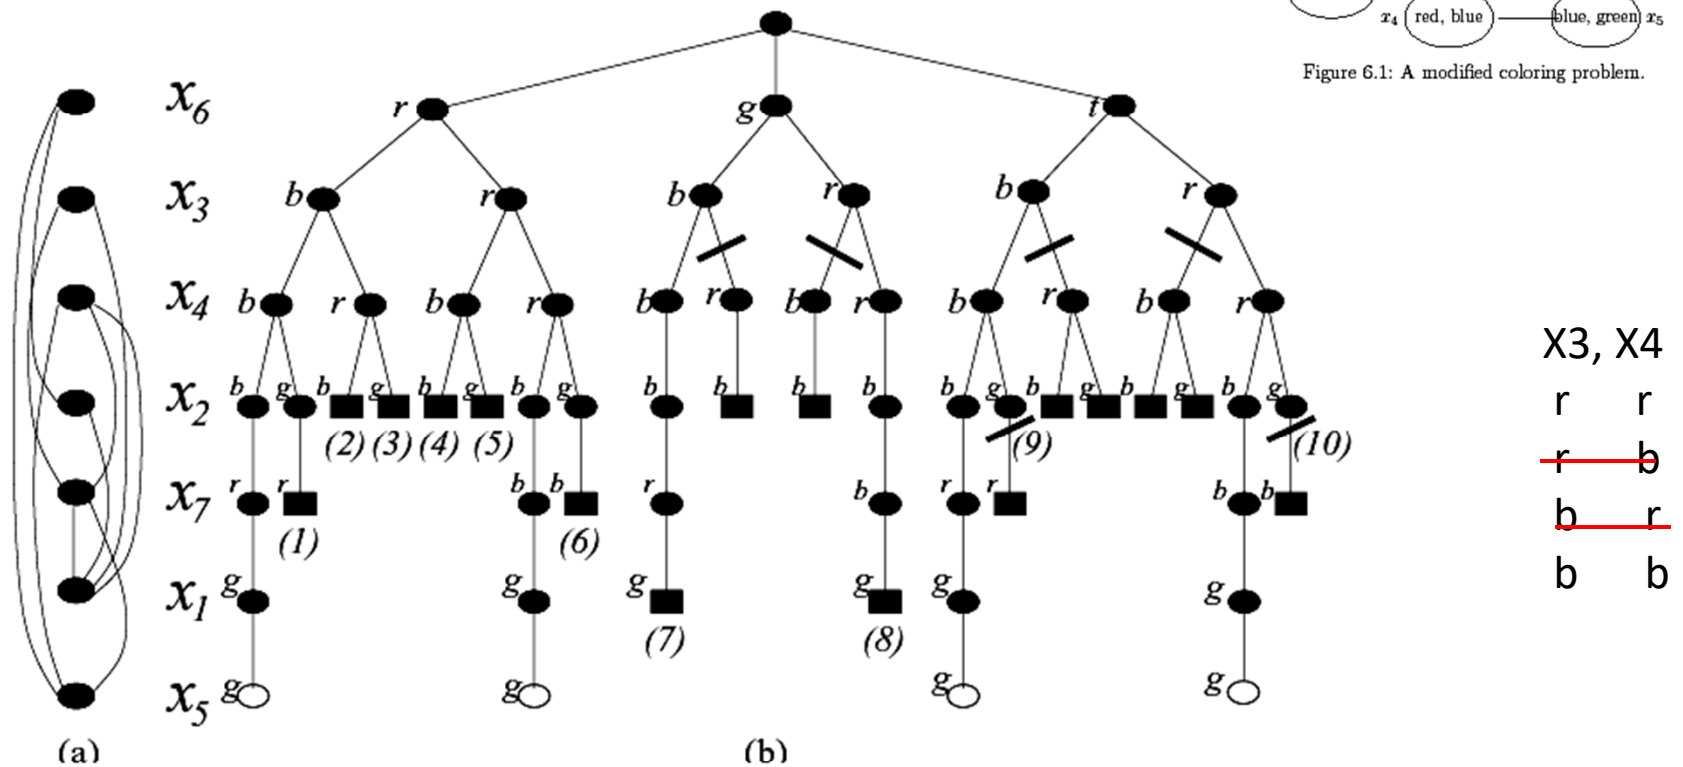 x4 red, blue blue, green x5
Figure 6.1: A modified coloring problem.
x6 r g t
x3 b r b r b r
x4 b r b r b r b r b r b r
x2 b g b g b g b g b b b b b g b g b g b g
(2) (3) (4) (5) (9) (10)
x7 r r b b r b r r b b
(1) (6)
x1 g g g g g g
(7) (8)
x5 g g g g
(a) (b)
X3, X4
r r
r b
b r
b b